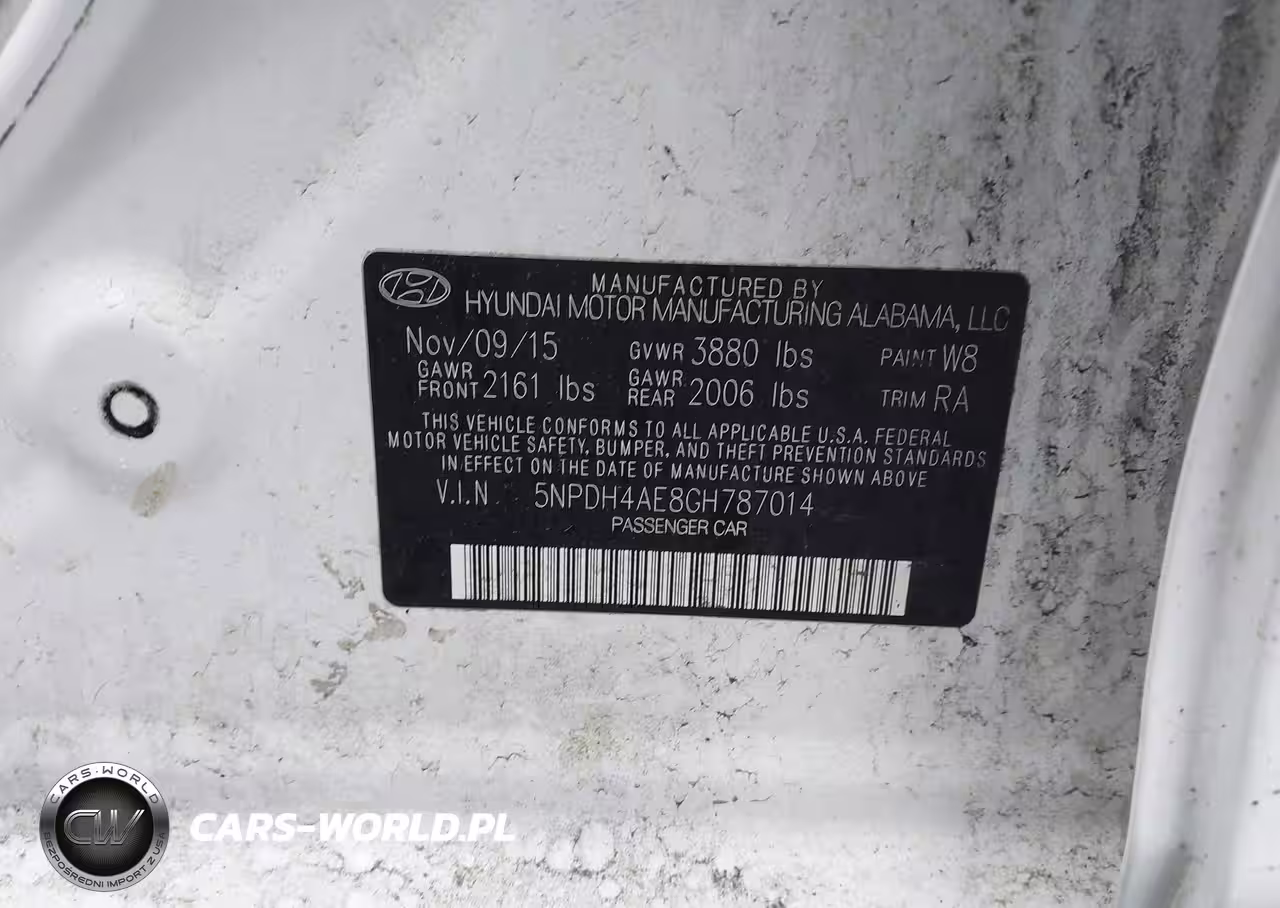 MANUFACTURED BY
HYUNDAI MOTOR MANUFACTURING ALABAMA, LLC
Nov/09/15 GVWR 3880 lbs PAINT W8
GAWR FRONT 2161 lbs GAWR REAR 2006 lbs TRIM RA
THIS VEHICLE CONFORMS TO ALL APPLICABLE U.S.A. FEDERAL
MOTOR VEHICLE SAFETY, BUMPER, AND THEFT PREVENTION STANDARDS
IN EFFECT ON THE DATE OF MANUFACTURE SHOWN ABOVE
V.I.N 5NPDH4AE8GH787014
PASSENGER CAR
CARS-WORLD
CW
BEZPOŚREDNI IMPORT Z USA
CARS-WORLD.PL